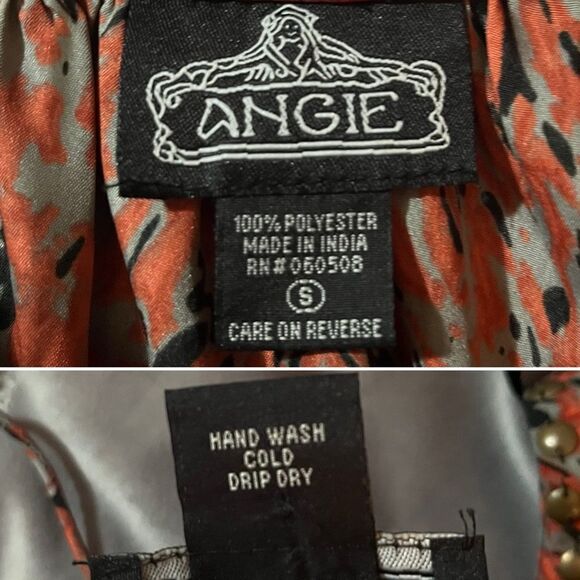 ANGIE
100% POLYESTER
MADE IN INDIA
RN# 060508
S
CARE ON REVERSE
HAND WASH
COLD
DRIP DRY